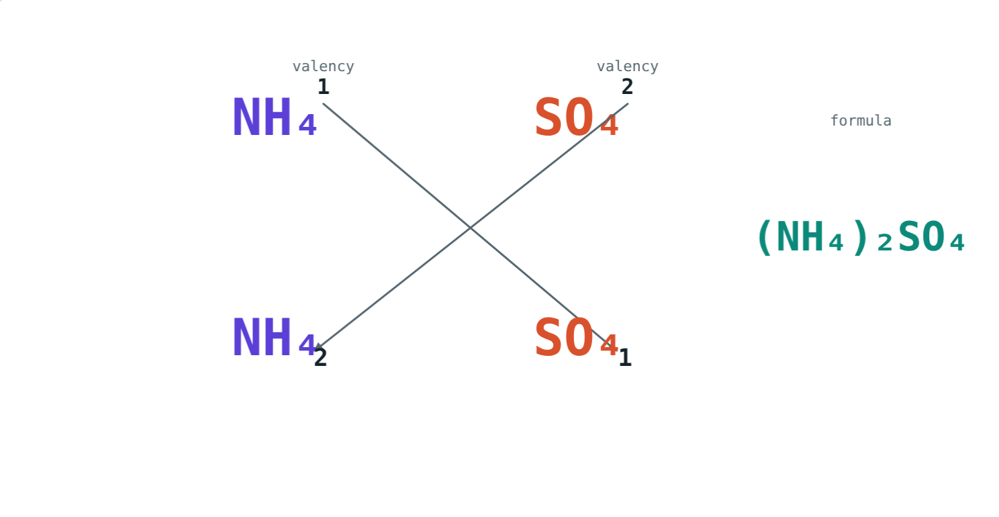 valency valency
1 2
NH₄ SO₄ formula
(NH₄)₂SO₄
NH₄ SO₄
2 1